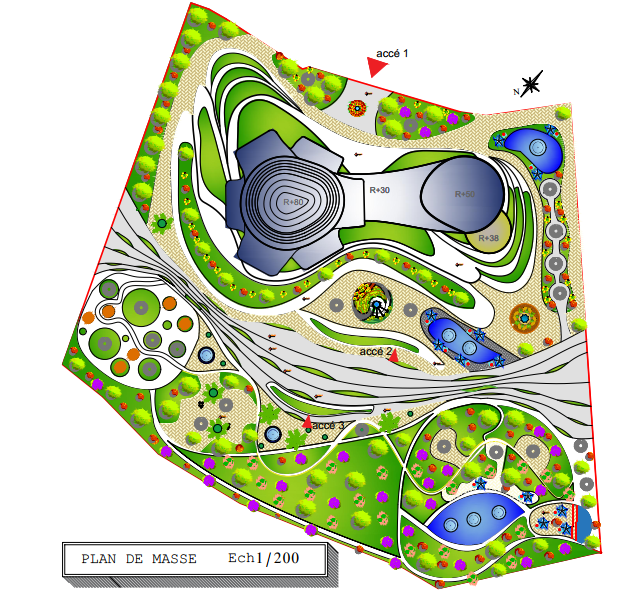 accé 1
N
R+80
R+30
R+50
R+38
accé 2
accé 3
PLAN DE MASSE Ech1/200